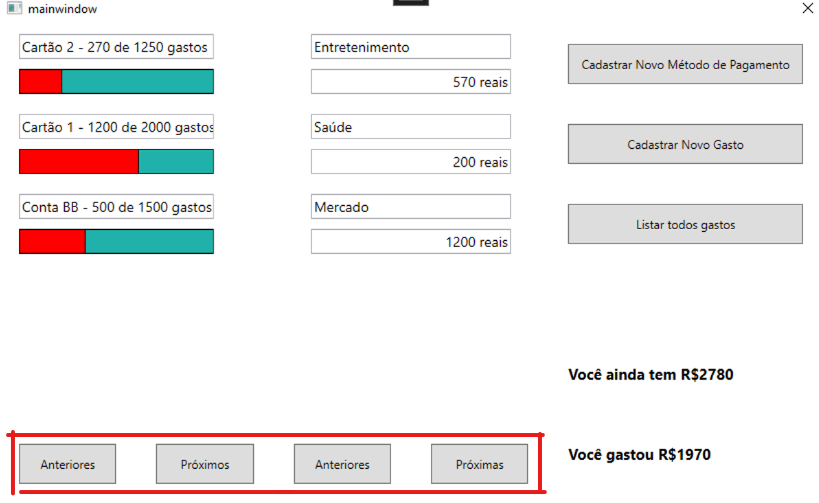 mainwindow
Cartão 2 - 270 de 1250 gastos
Cartão 1 - 1200 de 2000 gastos
Conta BB - 500 de 1500 gastos
Entretenimento
570 reais
Saúde
200 reais
Mercado
1200 reais
Cadastrar Novo Método de Pagamento
Cadastrar Novo Gasto
Listar todos gastos
Você ainda tem R$2780
Você gastou R$1970
Anteriores
Próximos
Anteriores
Próximas